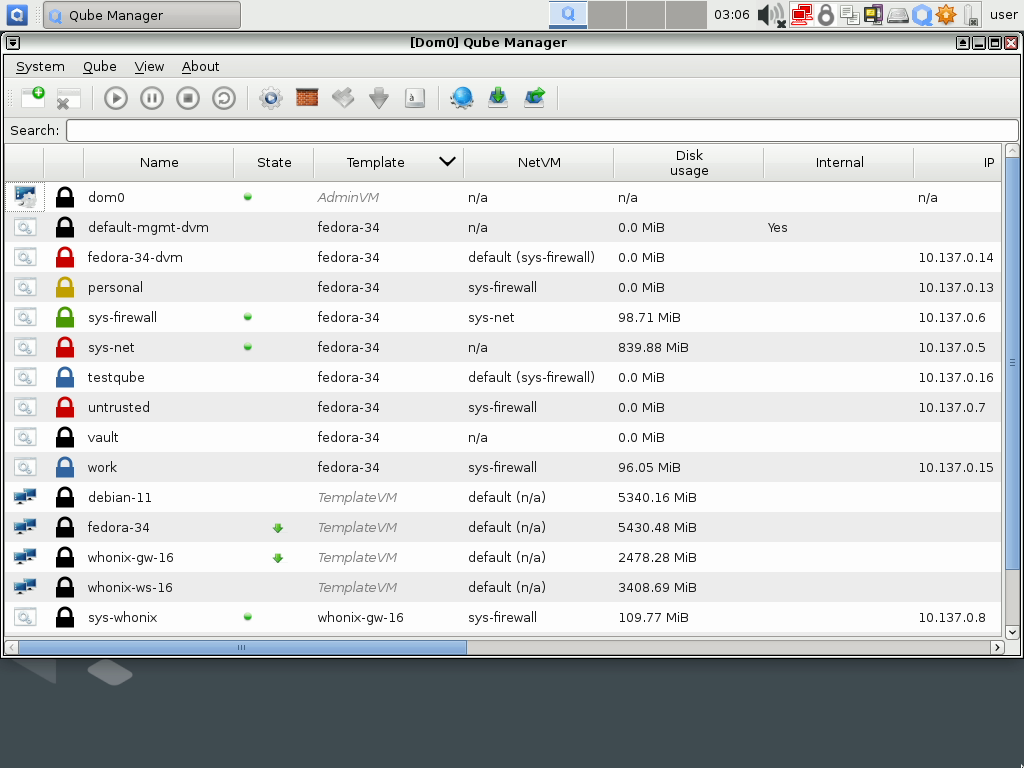 Qube Manager 03:06 user
[Dom0] Qube Manager
System Qube View About
Search:
Name State Template NetVM Disk usage Internal IP
dom0 AdminVM n/a n/a n/a
default-mgmt-dvm fedora-34 n/a 0.0 MiB Yes
fedora-34-dvm fedora-34 default (sys-firewall) 0.0 MiB 10.137.0.14
personal fedora-34 sys-firewall 0.0 MiB 10.137.0.13
sys-firewall fedora-34 sys-net 98.71 MiB 10.137.0.6
sys-net fedora-34 n/a 839.88 MiB 10.137.0.5
testqube fedora-34 default (sys-firewall) 0.0 MiB 10.137.0.16
untrusted fedora-34 sys-firewall 0.0 MiB 10.137.0.7
vault fedora-34 n/a 0.0 MiB
work fedora-34 sys-firewall 96.05 MiB 10.137.0.15
debian-11 TemplateVM default (n/a) 5340.16 MiB
fedora-34 TemplateVM default (n/a) 5430.48 MiB
whonix-gw-16 TemplateVM default (n/a) 2478.28 MiB
whonix-ws-16 TemplateVM default (n/a) 3408.69 MiB
sys-whonix whonix-gw-16 sys-firewall 109.77 MiB 10.137.0.8